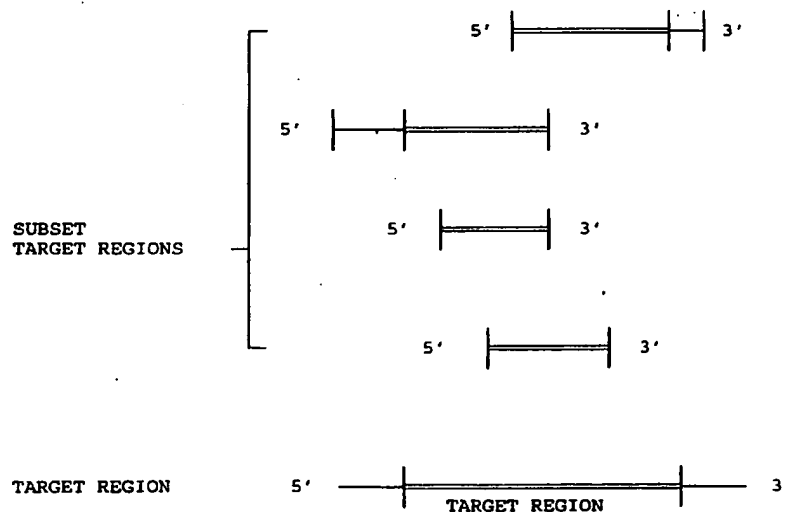 5' 3'
5' 3'
5' 3'
SUBSET
TARGET REGIONS
5' 3'
TARGET REGION 5' 3
TARGET REGION